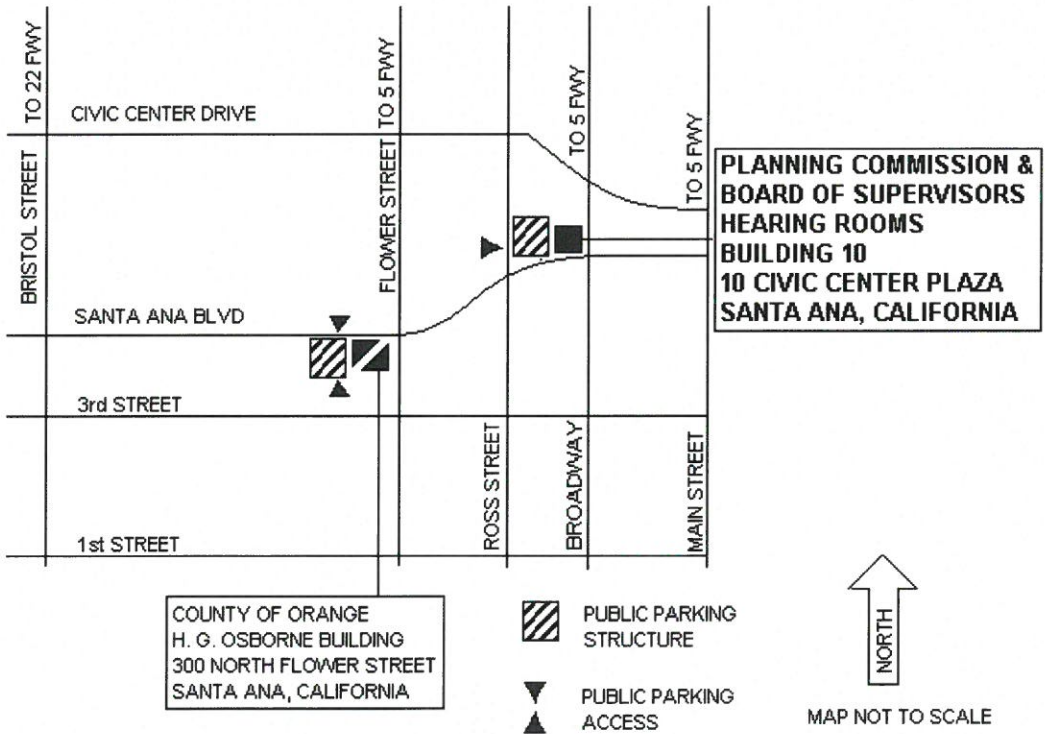 TO 22 FWY
BRISTOL STREET
CIVIC CENTER DRIVE
TO 5 FWY
FLOWER STREET
TO 5 FWY
TO 5 FWY
PLANNING COMMISSION &
BOARD OF SUPERVISORS
HEARING ROOMS
BUILDING 10
10 CIVIC CENTER PLAZA
SANTA ANA, CALIFORNIA
SANTA ANA BLVD
3rd STREET
ROSS STREET
BROADWAY
MAIN STREET
1st STREET
COUNTY OF ORANGE
H. G. OSBORNE BUILDING
300 NORTH FLOWER STREET
SANTA ANA, CALIFORNIA
PUBLIC PARKING
STRUCTURE
PUBLIC PARKING
ACCESS
NORTH
MAP NOT TO SCALE